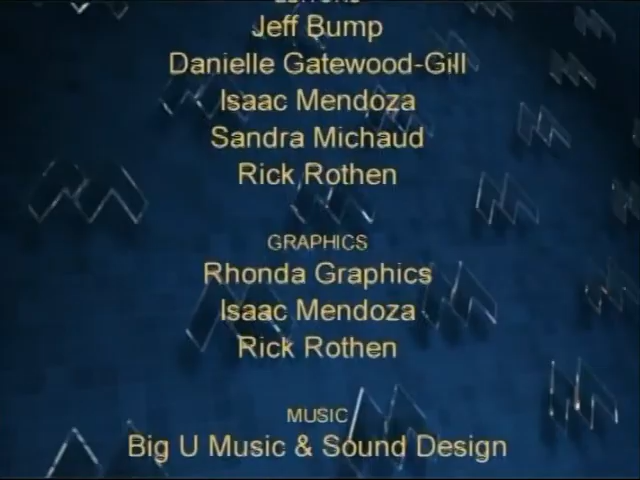 EDITORS
Jeff Bump
Danielle Gatewood-Gill
Isaac Mendoza
Sandra Michaud
Rick Rothen
GRAPHICS
Rhonda Graphics
Isaac Mendoza
Rick Rothen
MUSIC
Big U Music & Sound Design